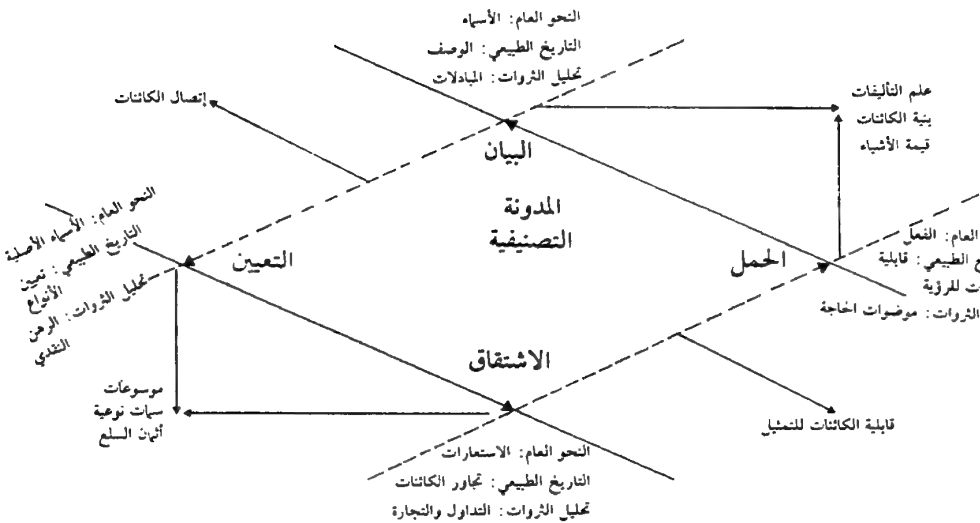 النحو العام: الأسماء
التاريخ الطبيعي: الوصف
تحليل الثروات: المبادلات
إتصال الكائنات
علم التأليفات
بنية الكائنات
قيمة الأشياء
البيان
المدونة
التصنيفية
النحو العام: الأسماء الأصلية
التاريخ الطبيعي: تعيين
الأنواع
تحليل الثروات: الرهن
النقدي
التعيين
الحمل
العام: الفعل
الطبيعي: قابلية
للرؤية
الثروات: موضوعات الحاجة
الاشتقاق
موسوعات
سمات نوعية
أثمان السلع
قابلية الكائنات للتمثيل
النحو العام: الاستعارات
التاريخ الطبيعي: تجاور الكائنات
تحليل الثروات: التداول والتجارة